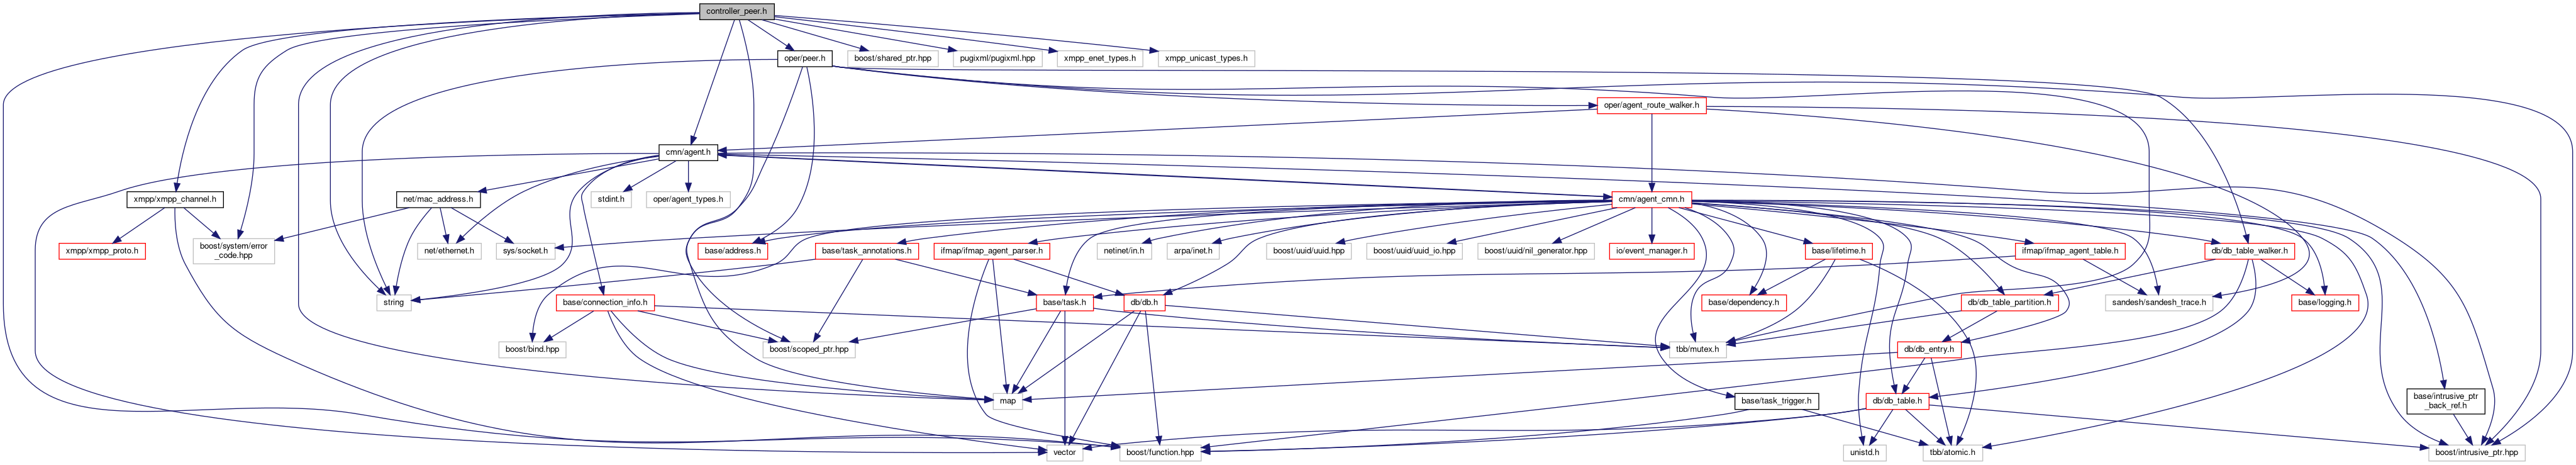 controller_peer.h
oper/peer.h
boost/shared_ptr.hpp
pugixml/pugixml.hpp
xmpp_enet_types.h
xmpp_unicast_types.h
oper/agent_route_walker.h
cmn/agent.h
xmpp/xmpp_channel.h
net/mac_address.h
stdint.h
oper/agent_types.h
cmn/agent_cmn.h
xmpp/xmpp_proto.h
boost/system/error
_code.hpp
net/ethernet.h
sys/socket.h
base/address.h
base/task_annotations.h
ifmap/ifmap_agent_parser.h
netinet/in.h
arpa/inet.h
boost/uuid/uuid.hpp
boost/uuid/uuid_io.hpp
boost/uuid/nil_generator.hpp
io/event_manager.h
base/lifetime.h
ifmap/ifmap_agent_table.h
db/db_table_walker.h
string
base/connection_info.h
base/task.h
db/db.h
base/dependency.h
db/db_table_partition.h
sandesh/sandesh_trace.h
base/logging.h
boost/bind.hpp
boost/scoped_ptr.hpp
tbb/mutex.h
db/db_entry.h
map
base/task_trigger.h
db/db_table.h
base/intrusive_ptr
_back_ref.h
vector
boost/function.hpp
unistd.h
tbb/atomic.h
boost/intrusive_ptr.hpp